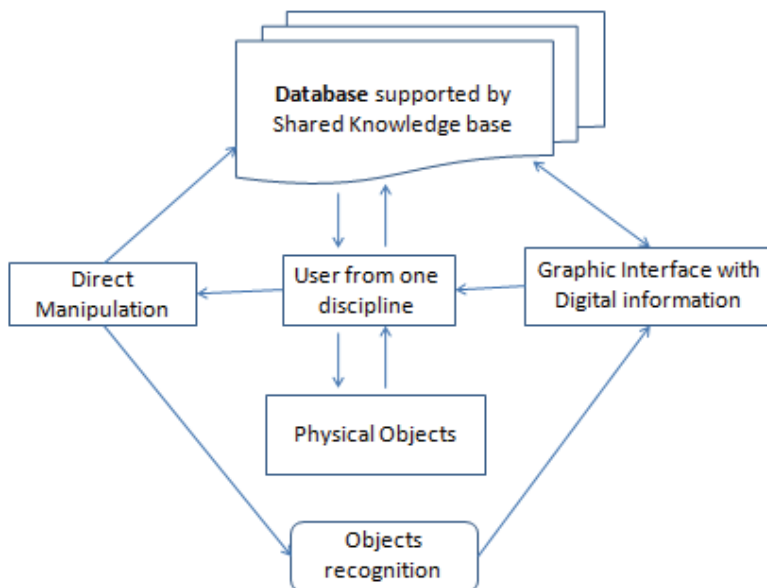 Database supported by
Shared Knowledge base
Direct
Manipulation
User from one
discipline
Graphic Interface with
Digital information
Physical Objects
Objects
recognition